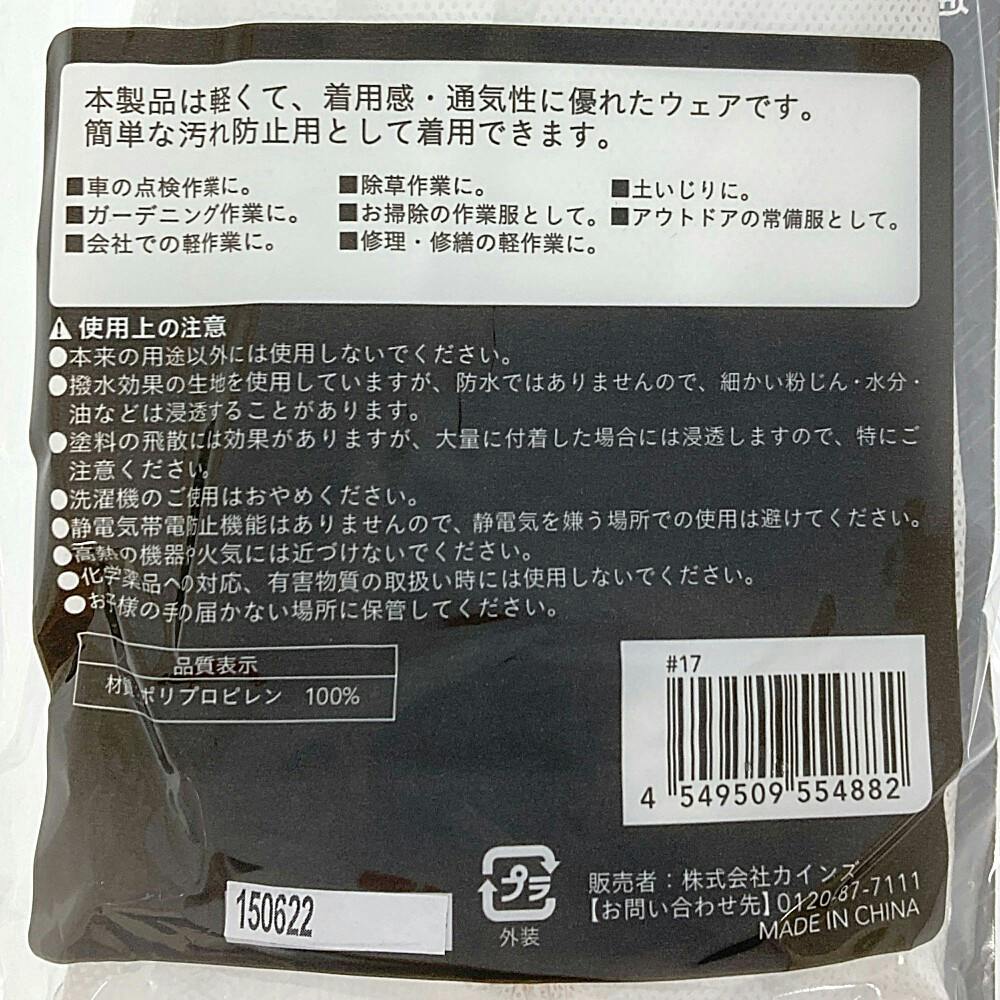 本製品は軽くて、着用感・通気性に優れたウェアです。
簡単な汚れ防止用として着用できます。
■車の点検作業に。 ■除草作業に。 ■土いじりに。
■ガーデニング作業に。 ■お掃除の作業服として。 ■アウトドアの常備服として。
■会社での軽作業に。 ■修理・修繕の軽作業に。
⚠使用上の注意
●本来の用途以外には使用しないでください。
●撥水効果の生地を使用していますが、防水ではありませんので、細かい粉じん・水分・
油などは浸透することがあります。
●塗料の飛散には効果がありますが、大量に付着した場合には浸透しますので、特にご
注意ください。
●洗濯機のご使用はおやめください。
●静電気帯電防止機能はありませんので、静電気を嫌う場所での使用は避けてください。
●高熱の機器や火気には近づけないでください。
●化学薬品への対応、有害物質の取扱い時には使用しないでください。
●お子様の手の届かない場所に保管してください。
品質表示
材質 ポリプロピレン 100%
#17
4 549509 554882
プラ
外装
販売者：株式会社カインズ
【お問い合わせ先】0120-87-7111
MADE IN CHINA
150622